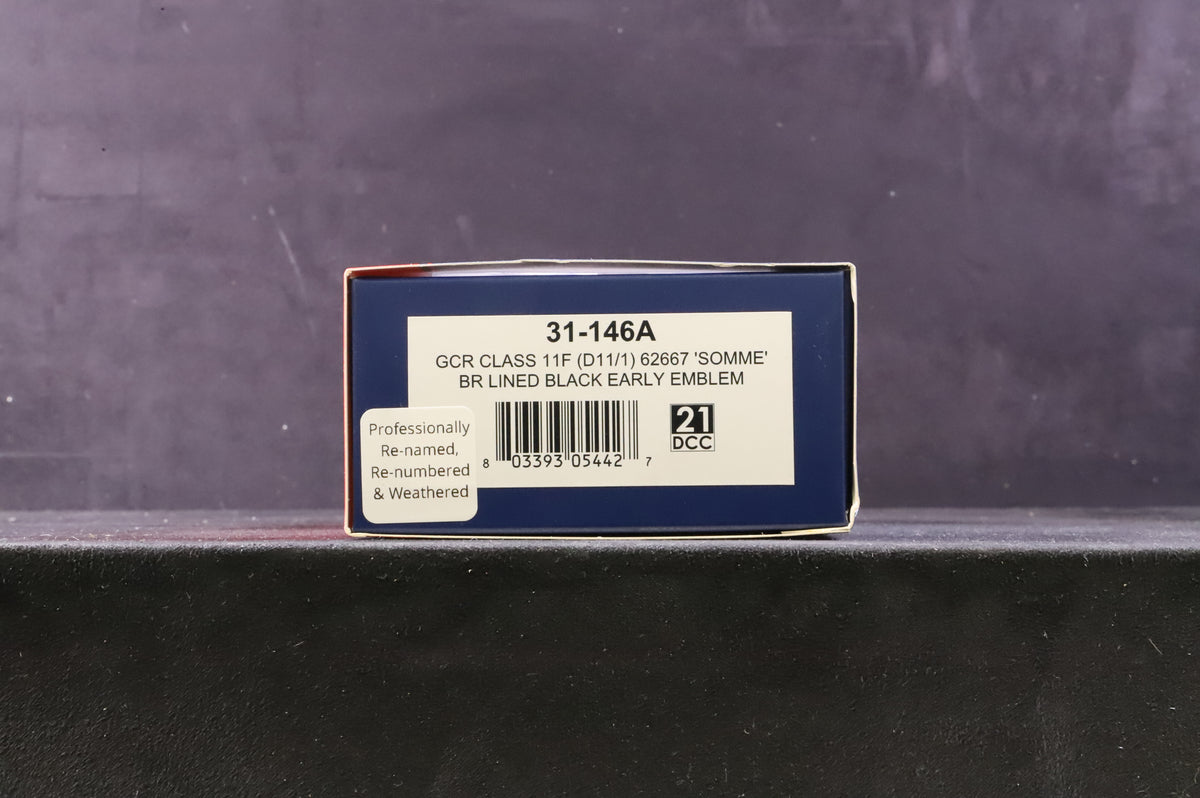 31-146A
GCR CLASS 11F (D11/1) 62667 'SOMME'
BR LINED BLACK EARLY EMBLEM
21
DCC
8 03393 05442 7
Professionally
Re-named,
Re-numbered
& Weathered